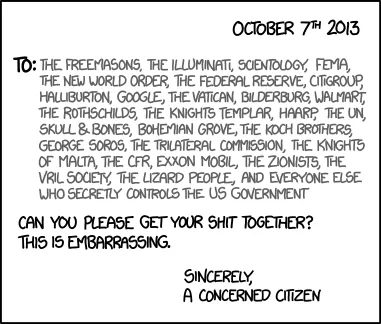 OCTOBER 7TH 2013
TO: THE FREEMASONS, THE ILLUMINATI, SCIENTOLOGY, FEMA,
THE NEW WORLD ORDER, THE FEDERAL RESERVE, CITIGROUP,
HALLIBURTON, GOOGLE, THE VATICAN, BILDERBURG, WALMART,
THE ROTHSCHILDS, THE KNIGHTS TEMPLAR, HAARP, THE UN,
SKULL & BONES, BOHEMIAN GROVE, THE KOCH BROTHERS,
GEORGE SOROS, THE TRILATERAL COMMISSION, THE KNIGHTS
OF MALTA, THE CFR, EXXON MOBIL, THE ZIONISTS, THE
VRIL SOCIETY, THE LIZARD PEOPLE, AND EVERYONE ELSE
WHO SECRETLY CONTROLS THE US GOVERNMENT
CAN YOU PLEASE GET YOUR SHIT TOGETHER?
THIS IS EMBARRASSING.
SINCERELY,
A CONCERNED CITIZEN